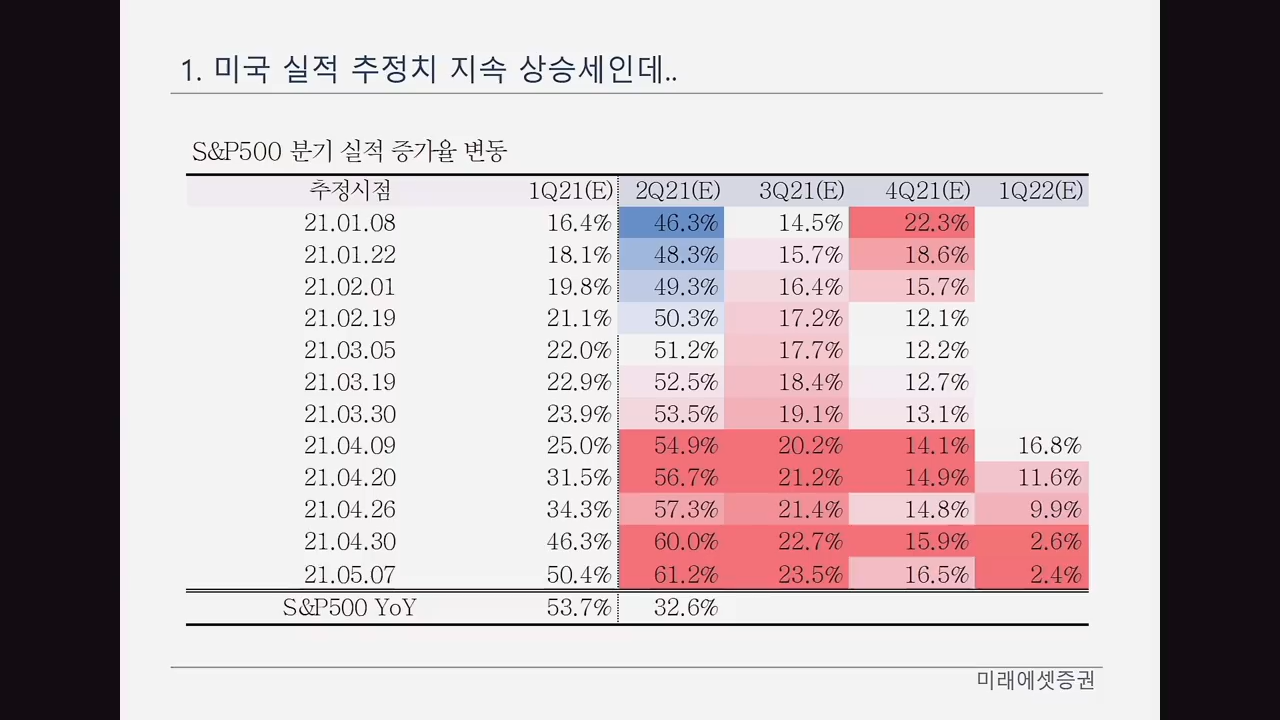 1. 미국 실적 추정치 지속 상승세인데..
S&P500 분기 실적 증가율 변동
추정시점 1Q21(E) 2Q21(E) 3Q21(E) 4Q21(E) 1Q22(E)
21.01.08 16.4% 46.3% 14.5% 22.3%
21.01.22 18.1% 48.3% 15.7% 18.6%
21.02.01 19.8% 49.3% 16.4% 15.7%
21.02.19 21.1% 50.3% 17.2% 12.1%
21.03.05 22.0% 51.2% 17.7% 12.2%
21.03.19 22.9% 52.5% 18.4% 12.7%
21.03.30 23.9% 53.5% 19.1% 13.1%
21.04.09 25.0% 54.9% 20.2% 14.1% 16.8%
21.04.20 31.5% 56.7% 21.2% 14.9% 11.6%
21.04.26 34.3% 57.3% 21.4% 14.8% 9.9%
21.04.30 46.3% 60.0% 22.7% 15.9% 2.6%
21.05.07 50.4% 61.2% 23.5% 16.5% 2.4%
S&P500 YoY 53.7% 32.6%
미래에셋증권